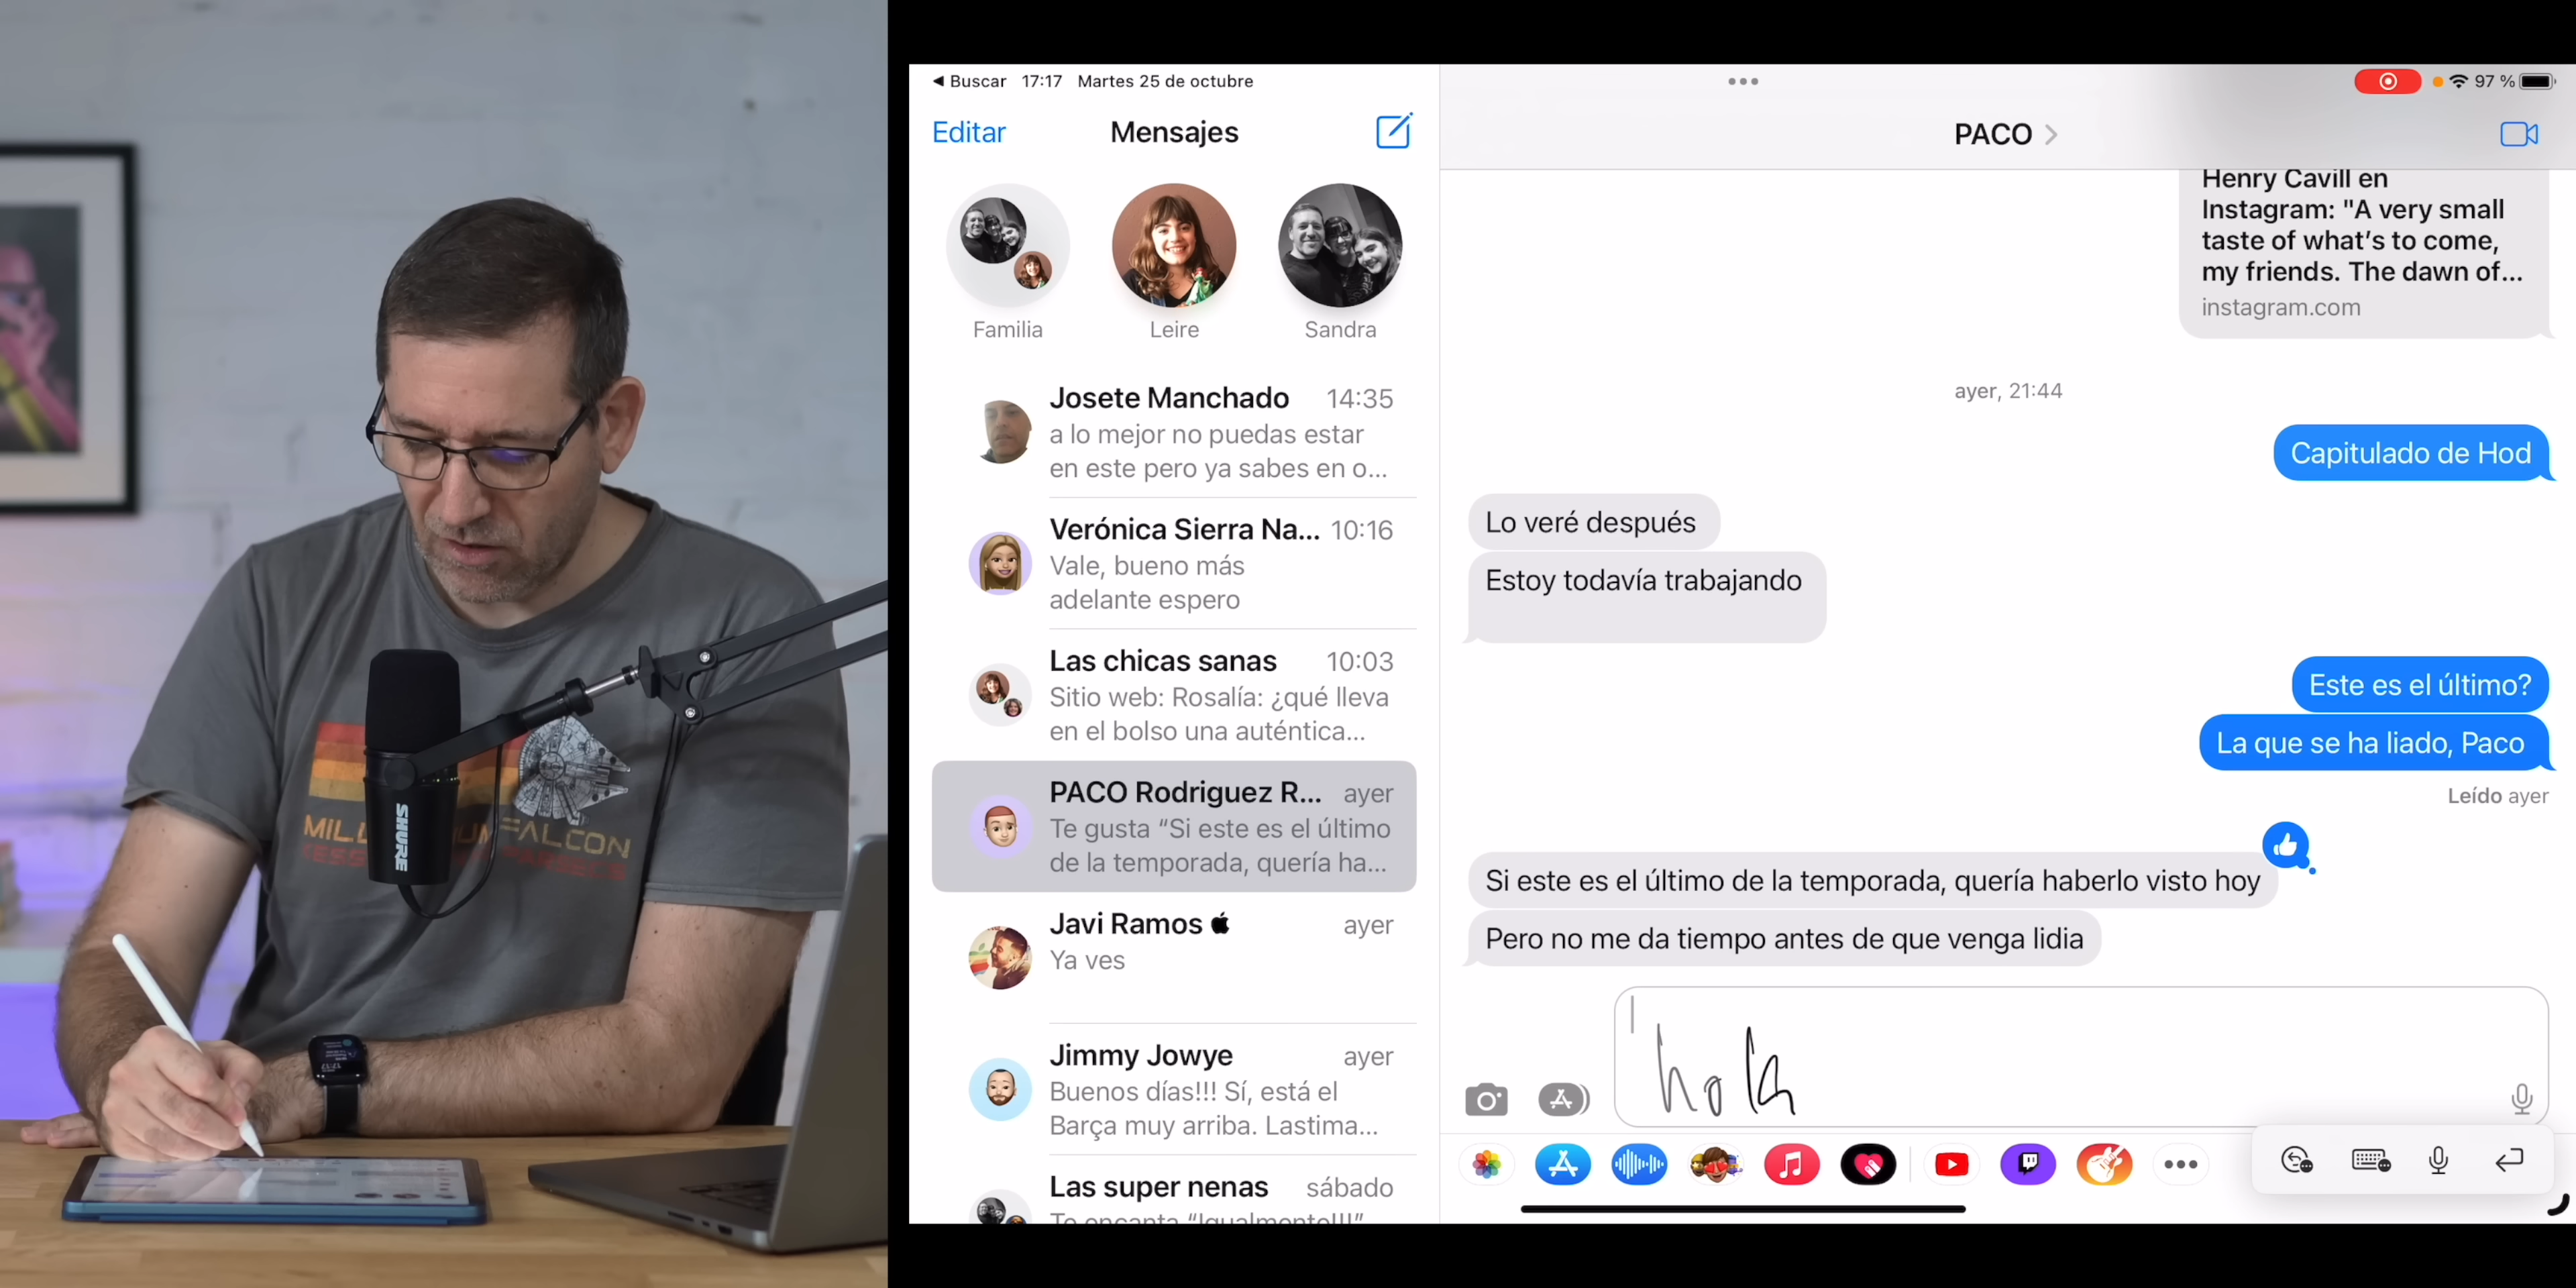 ◀ Buscar 17:17 Martes 25 de octubre
97 %
Editar
Mensajes
PACO >
Familia
Leire
Sandra
Josete Manchado 14:35
a lo mejor no puedas estar
en este pero ya sabes en o...
Verónica Sierra Na... 10:16
Vale, bueno más
adelante espero
Las chicas sanas 10:03
Sitio web: Rosalía: ¿qué lleva
en el bolso una auténtica...
PACO Rodriguez R... ayer
Te gusta “Si este es el último
de la temporada, quería ha...
Javi Ramos ayer
Ya ves
Jimmy Jowye ayer
Buenos días!!! Sí, está el
Barça muy arriba. Lastima...
Las super nenas sábado
Te encanta “Igualmente!!!”
Henry Cavill en
Instagram: "A very small
taste of what’s to come,
my friends. The dawn of...
instagram.com
ayer, 21:44
Capitulado de Hod
Lo veré después
Estoy todavía trabajando
Este es el último?
La que se ha liado, Paco
Leído ayer
Si este es el último de la temporada, quería haberlo visto hoy
Pero no me da tiempo antes de que venga lidia
hola
SHURE
FALCON